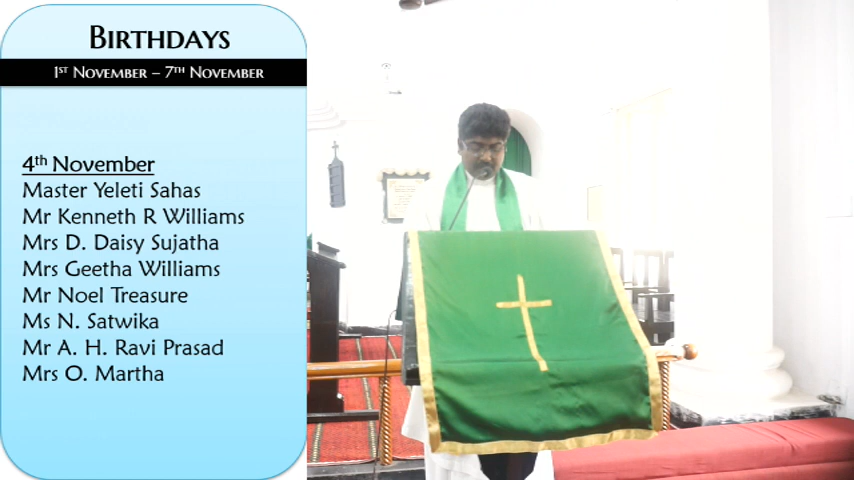 Birthdays
1st November – 7th November
4th November
Master Yeleti Sahas
Mr Kenneth R Williams
Mrs D. Daisy Sujatha
Mrs Geetha Williams
Mr Noel Treasure
Ms N. Satwika
Mr A. H. Ravi Prasad
Mrs O. Martha